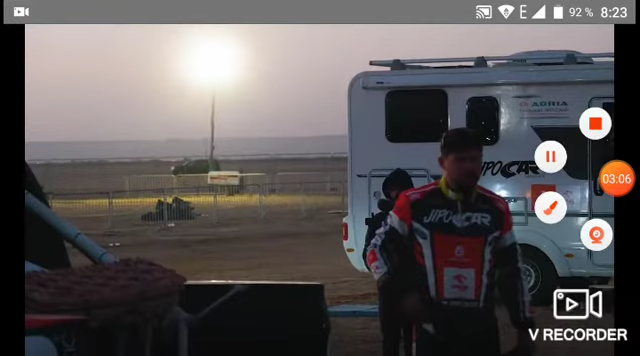 E 92 % 8:23
ADRIA
JIPOCAR
JIPOCAR
03:06
V RECORDER